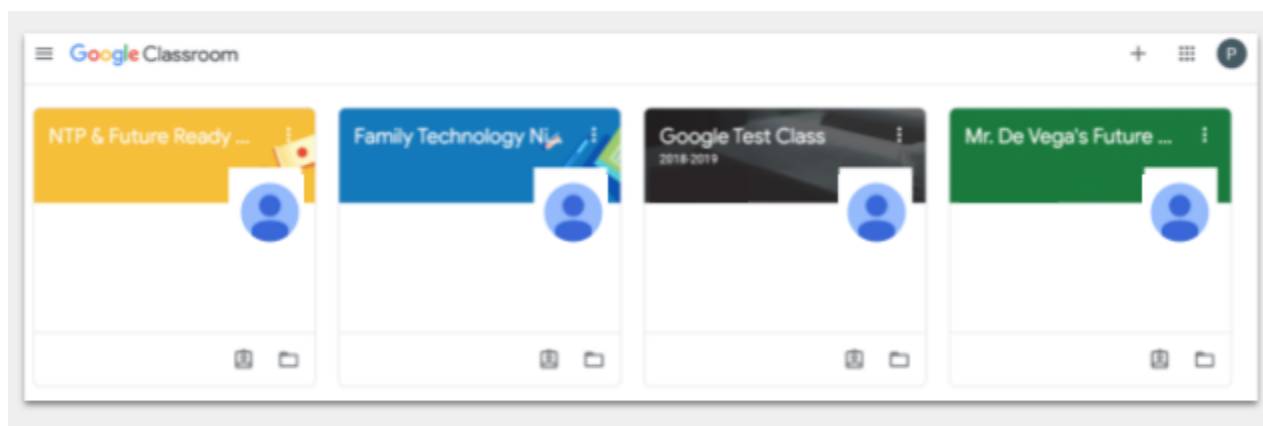 Google Classroom
P
NTP & Future Ready ...
Family Technology Ni
Google Test Class
2018-2019
Mr. De Vega's Future ...